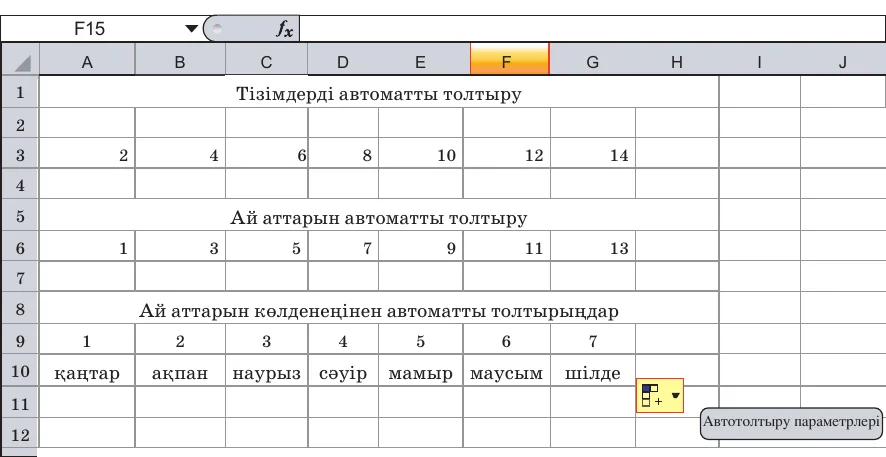 F15 fx
A B C D E F G H I J
1 Тізімдерді автоматты толтыру
2
3 2 4 6 8 10 12 14
4
5 Ай аттарын автоматты толтыру
6 1 3 5 7 9 11 13
7
8 Ай аттарын көлденеңінен автоматты толтырыңдар
9 1 2 3 4 5 6 7
10 қаңтар ақпан наурыз сәуір мамыр маусым шілде
11
Автотолтыру параметрлері
12